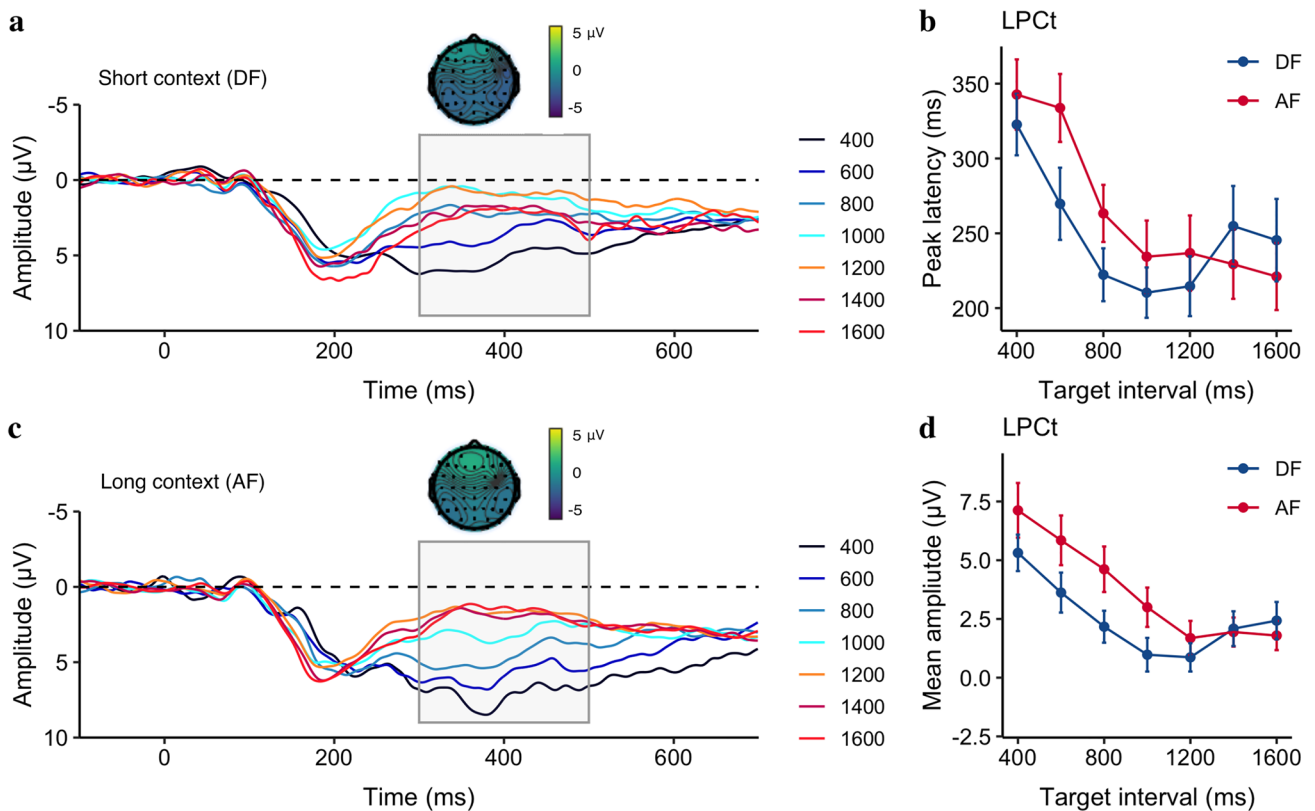 a
Short context (DF)
5 µV
0
-5
-5
0
5
10
Amplitude (µV)
0
200
400
600
Time (ms)
400
600
800
1000
1200
1400
1600
b
LPCt
DF
AF
350
300
250
200
Peak latency (ms)
400
800
1200
1600
Target interval (ms)
c
Long context (AF)
5 µV
0
-5
-5
0
5
10
Amplitude (µV)
0
200
400
600
Time (ms)
400
600
800
1000
1200
1400
1600
d
LPCt
DF
AF
7.5
5.0
2.5
0.0
-2.5
Mean ampliutde (µV)
400
800
1200
1600
Target interval (ms)